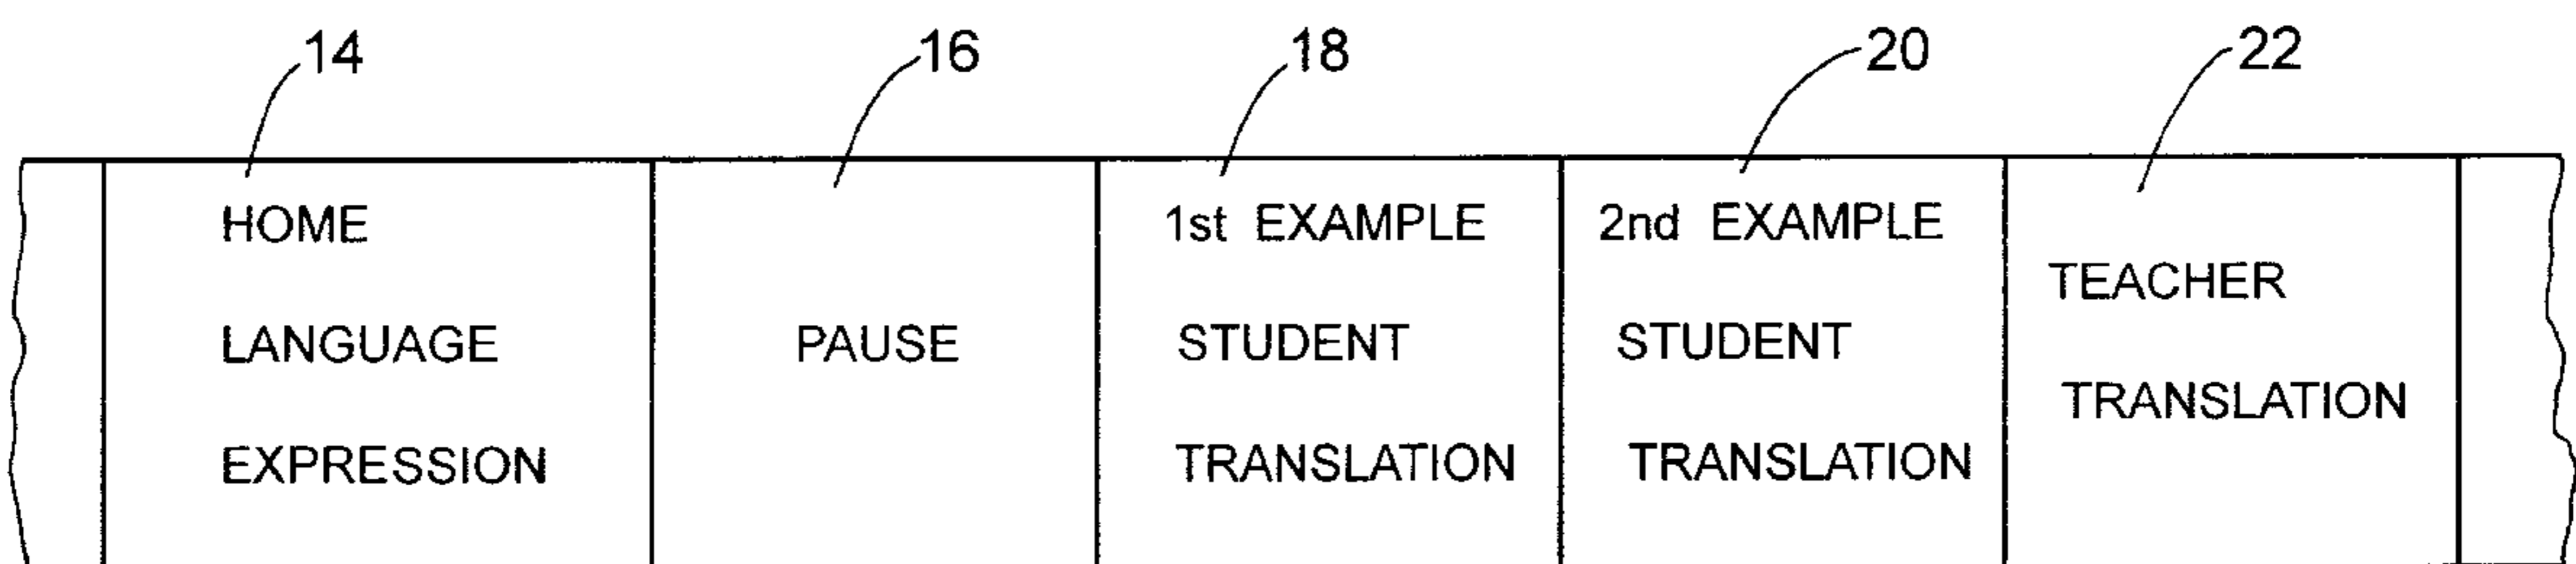 14
16
18
20
22
HOME
LANGUAGE
EXPRESSION
PAUSE
1st EXAMPLE
STUDENT
TRANSLATION
2nd EXAMPLE
STUDENT
TRANSLATION
TEACHER
TRANSLATION